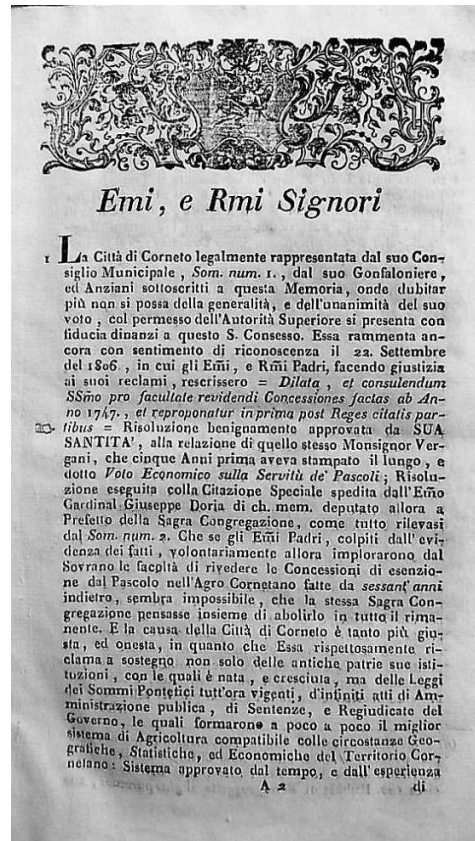 Emi, e Rmi Signori
1 La Città di Corneto legalmente rappresentata dal suo Con-
siglio Municipale, Som. num. 1., dal suo Gonfaloniere,
ed Anziani sottoscritti a questa Memoria, onde dubitar
più non si possa della generalità, e dell'unanimità del suo
voto, col permesso dell'Autorità Superiore si presenta con
fiducia dinanzi a questo S. Consesso. Essa rammenta an-
cora con sentimento di riconoscenza il 22. Settembre
del 1806., in cui gli Em̃i, e Rm̃i Padri, facendo giustizia
ai suoi reclami, rescrissero = Dilata, et consulendum
SSm̃o pro facultate revidendi Concessiones factas ab An-
no 1747., et reproponatur in prima post Reges citatis par-
tibus = Risoluzione benignamente approvata da SUA
SANTITA', alla relazione di quello stesso Monsignor Ver-
gani, che cinque Anni prima aveva stampato il lungo, e
dotto Voto Economico sulla Servitù de' Pascoli; Risolu-
zione eseguita colla Citazione Speciale spedita dall'Em̃o
Cardinal Giuseppe Doria di ch. mem. deputato allora a
Prefetto della Sagra Congregazione, come tutto rilevasi
dal Som. num. 2. Che se gli Em̃i Padri, colpiti dall'evi-
denza dei fatti, volontariamente allora implorarono dal
Sovrano le facoltà di rivedere le Concessioni di esenzio-
ne dal Pascolo nell'Agro Cornetano fatte da sessant'anni
indietro, sembra impossibile, che la stessa Sagra Con-
gregazione pensasse insieme di abolirlo in tutto il rima-
nente. E la causa della Città di Corneto è tanto più giu-
sta, ed onesta, in quanto che Essa rispettosamente ri-
clama a sostegno non solo delle antiche patrie sue isti-
tuzioni, con le quali è nata, e cresciuta, ma delle Leggi
dei Sommi Pontefici tutt'ora vigenti, d'infiniti atti di Am-
ministrazione publica, di Sentenze, e Regiudicate del
Governo, le quali formarono a poco a poco il miglior
sistema di Agricoltura compatibile colle circostanze Geo-
grafiche, Statistiche, ed Economiche del Territorio Cor-
netano: Sistema approvato dal tempo, e dall'esperienza
A 2 di